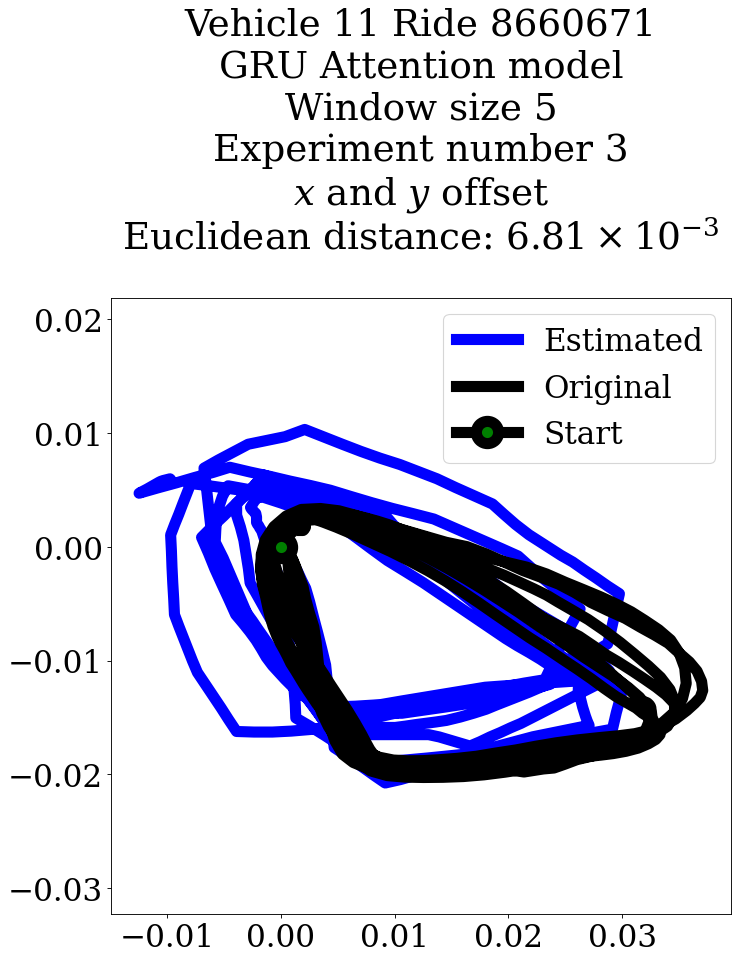 Vehicle 11 Ride 8660671
GRU Attention model
Window size 5
Experiment number 3
x and y offset
Euclidean distance: 6.81 × 10⁻³
Estimated
Original
Start
0.02
0.01
0.00
−0.01
−0.02
−0.03
−0.01 0.00 0.01 0.02 0.03